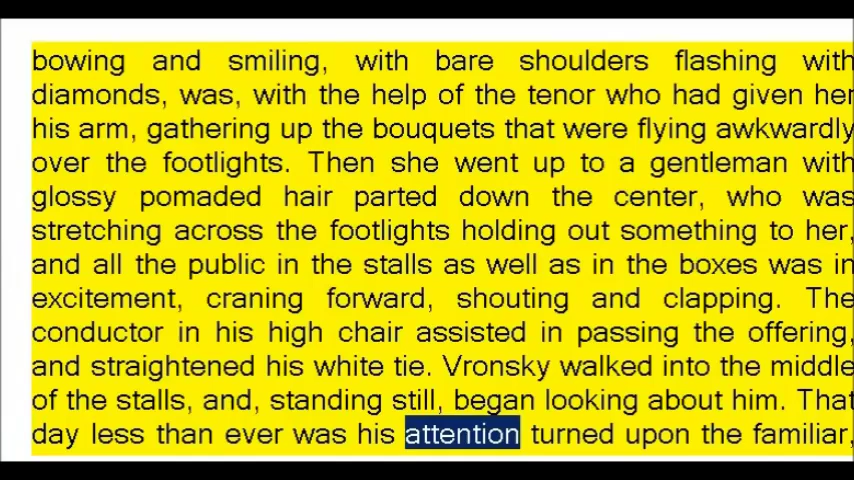 bowing and smiling, with bare shoulders flashing with
diamonds, was, with the help of the tenor who had given her
his arm, gathering up the bouquets that were flying awkwardly
over the footlights. Then she went up to a gentleman with
glossy pomaded hair parted down the center, who was
stretching across the footlights holding out something to her,
and all the public in the stalls as well as in the boxes was in
excitement, craning forward, shouting and clapping. The
conductor in his high chair assisted in passing the offering,
and straightened his white tie. Vronsky walked into the middle
of the stalls, and, standing still, began looking about him. That
day less than ever was his attention turned upon the familiar,